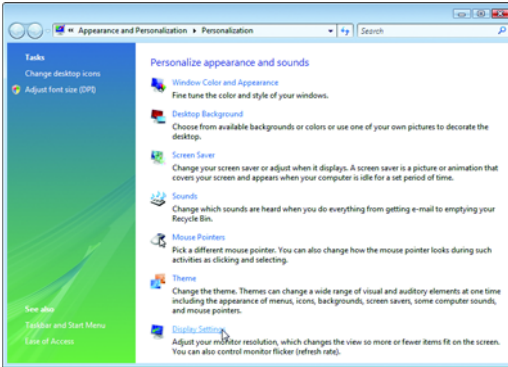 « Appearance and Personalization ▸ Personalization
Search
Tasks
Change desktop icons
Adjust font size (DPI)
Personalize appearance and sounds
Window Color and Appearance
Fine tune the color and style of your windows.
Desktop Background
Choose from available backgrounds or colors or use one of your own pictures to decorate the
desktop.
Screen Saver
Change your screen saver or adjust when it displays. A screen saver is a picture or animation that
covers your screen and appears when your computer is idle for a set period of time.
Sounds
Change which sounds are heard when you do everything from getting e-mail to emptying your
Recycle Bin.
Mouse Pointers
Pick a different mouse pointer. You can also change how the mouse pointer looks during such
activities as clicking and selecting.
Theme
Change the theme. Themes can change a wide range of visual and auditory elements at one time
including the appearance of menus, icons, backgrounds, screen savers, some computer sounds,
and mouse pointers.
Display Settings
Adjust your monitor resolution, which changes the view so more or fewer items fit on the screen.
You can also control monitor flicker (refresh rate).
See also
Taskbar and Start Menu
Ease of Access